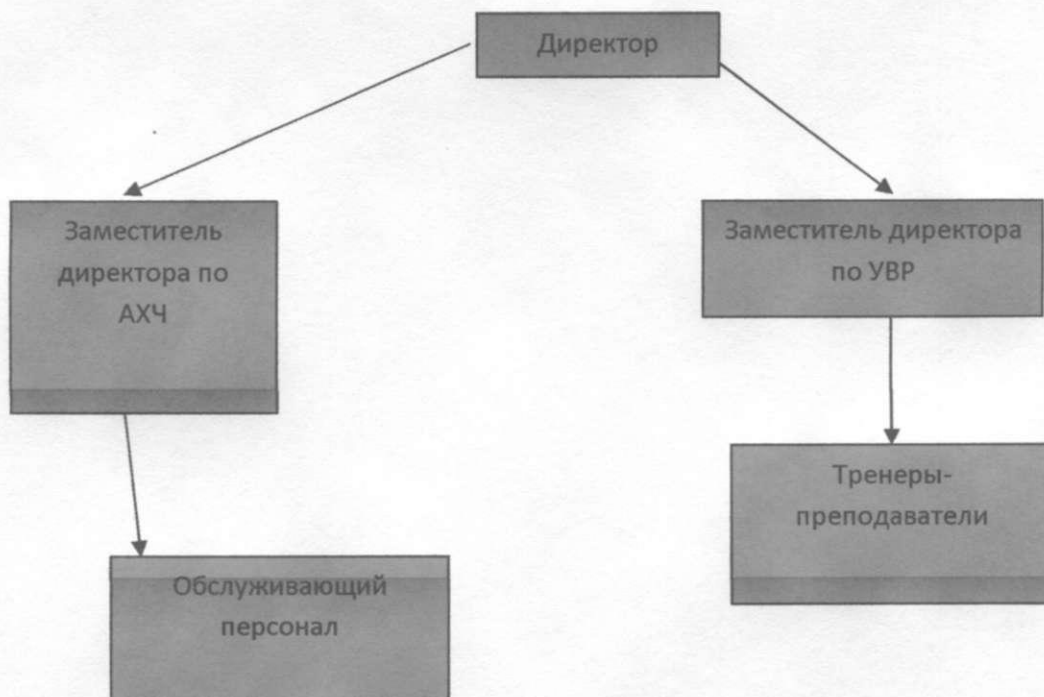 Директор
Заместитель
директора по
АХЧ
Заместитель директора
по УВР
Тренеры-
преподаватели
Обслуживающий
персонал